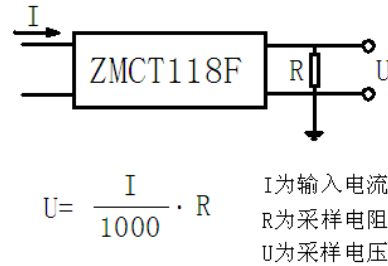 I
ZMCT118F
R
U
U= I/1000 · R
I为输入电流
R为采样电阻
U为采样电压